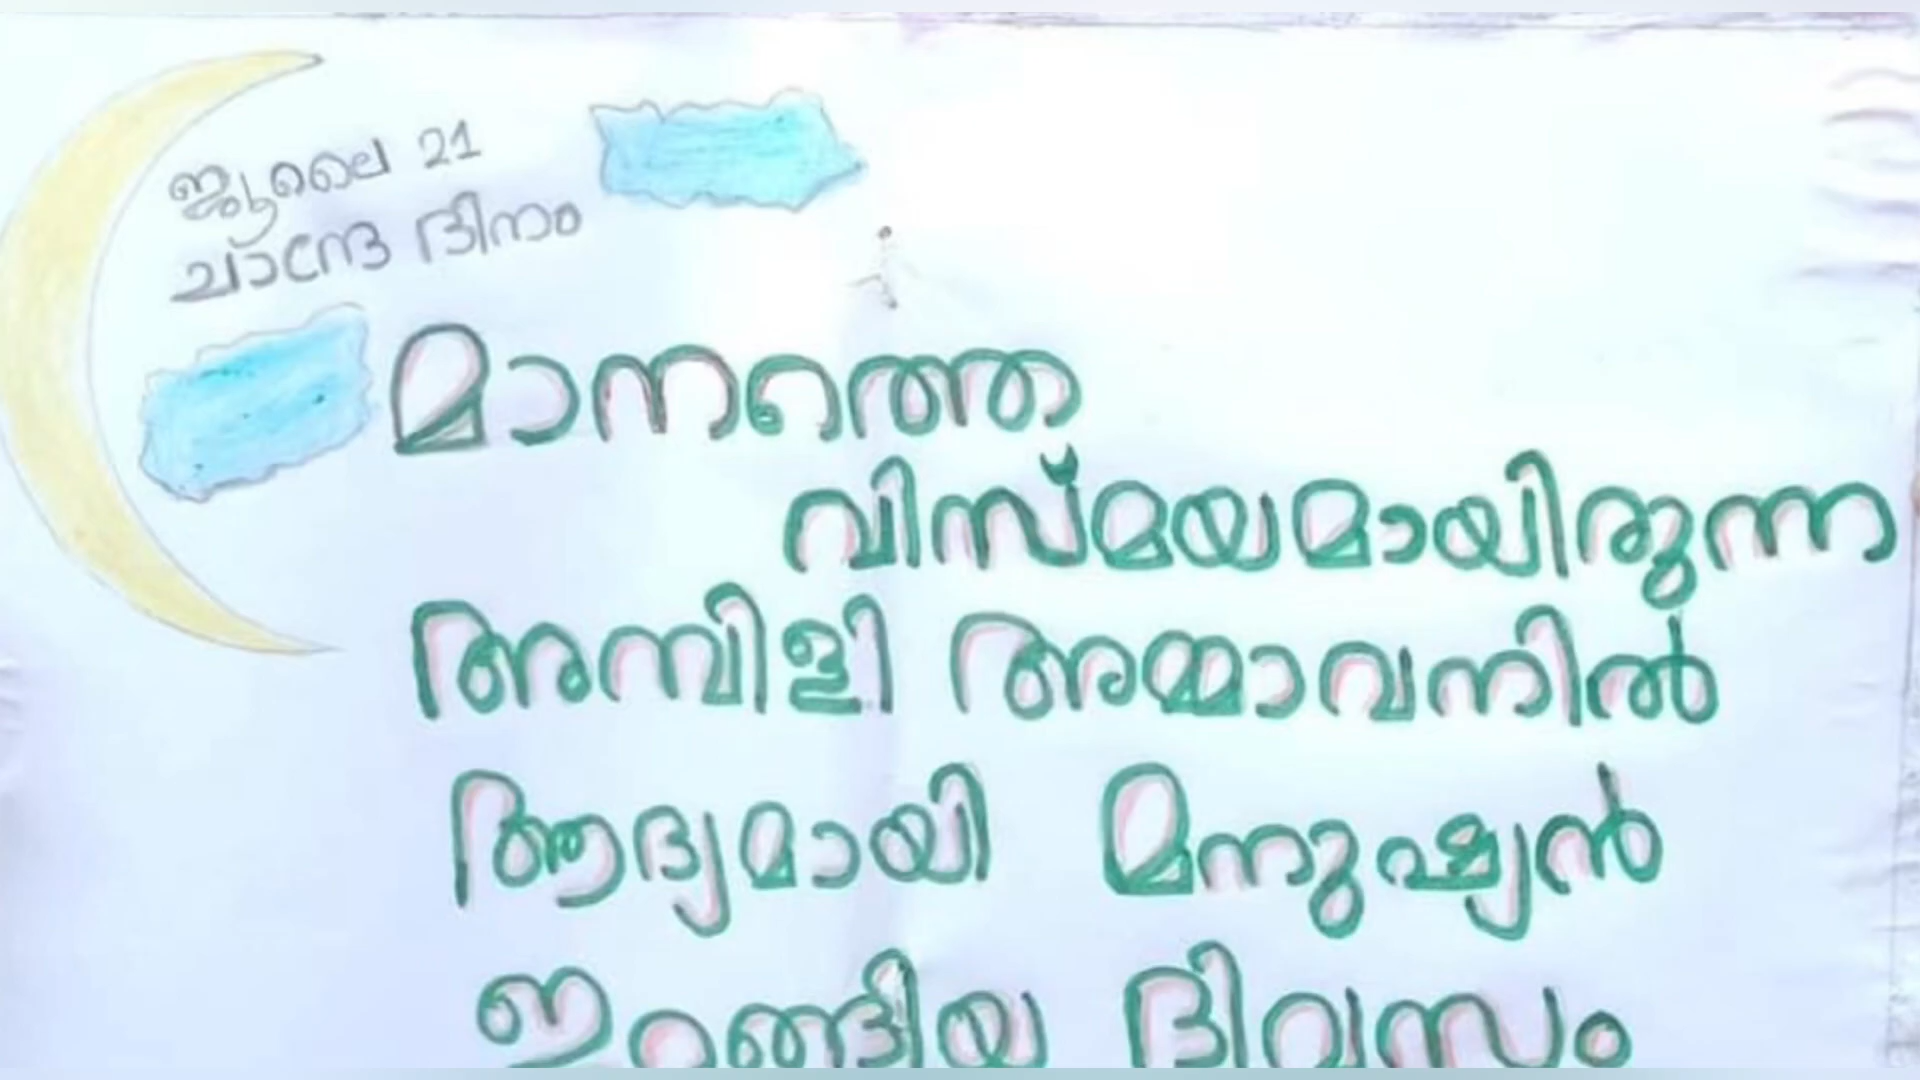 ജൂലൈ 21
ചാന്ദ്ര ദിനം
മാനത്തെ
വിസ്മയമായിരുന്ന
അമ്പിളി അമ്മാവനിൽ
ആദ്യമായി മനുഷ്യൻ
ഇറങ്ങിയ ദിവസം